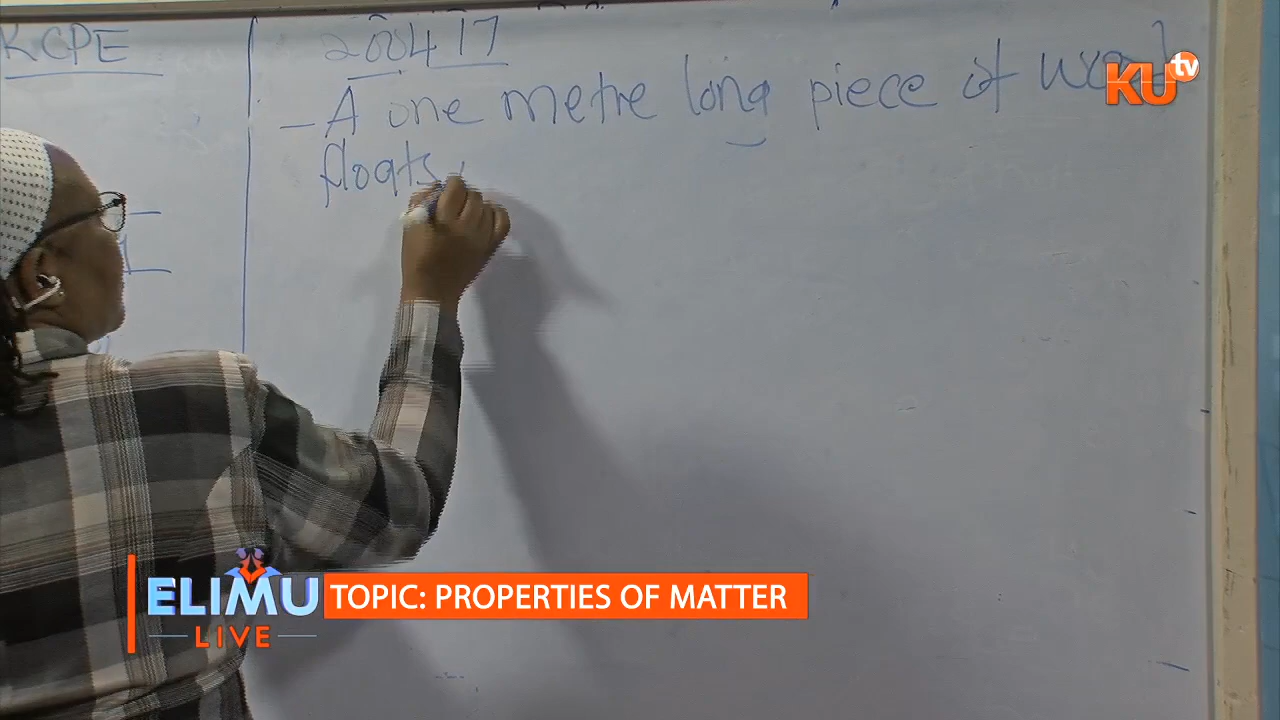 KCPE
2004 17
- A one metre long piece of wood
floats
KU tv
ELIMU
LIVE
TOPIC: PROPERTIES OF MATTER